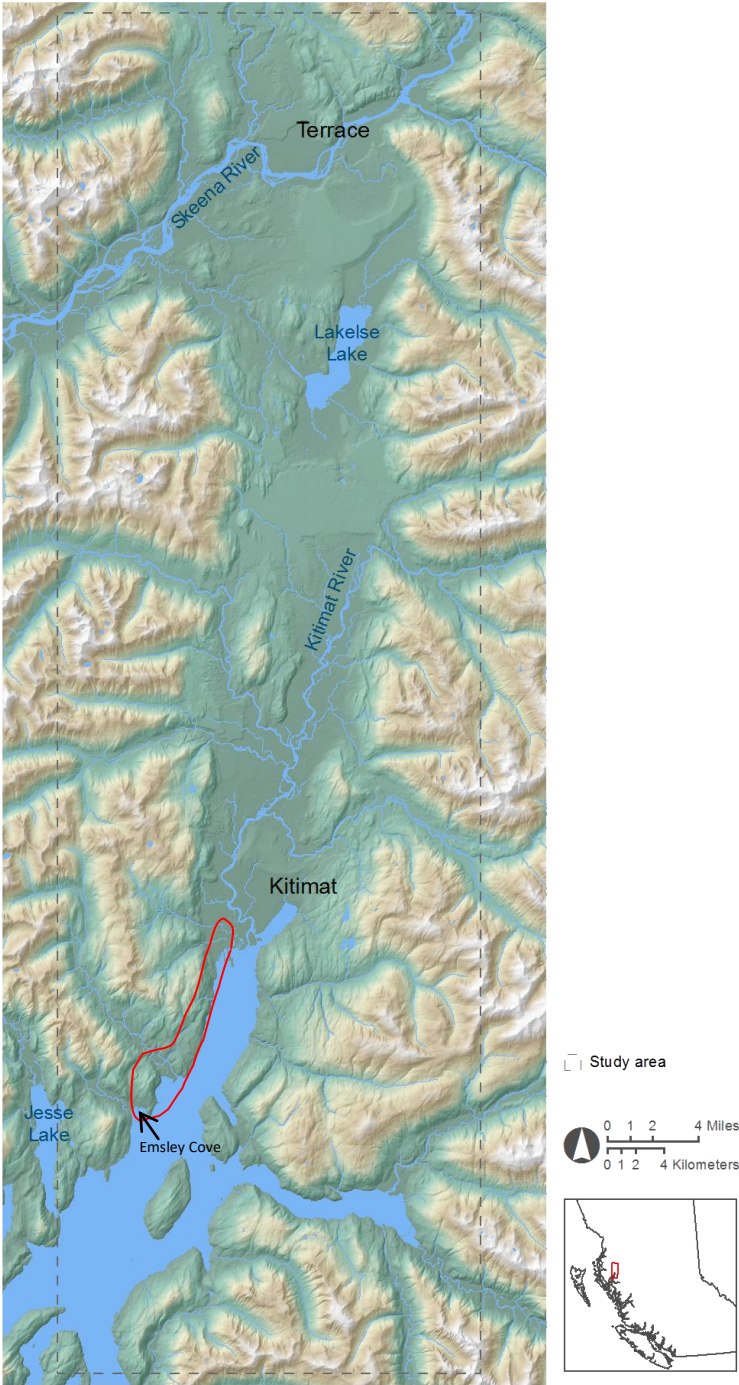 Terrace
Skeena River
Lakelse
Lake
Kitimat River
Kitimat
Study area
Jesse
Lake
Emsley Cove
0 1 2 4 Miles
0 1 2 4 Kilometers